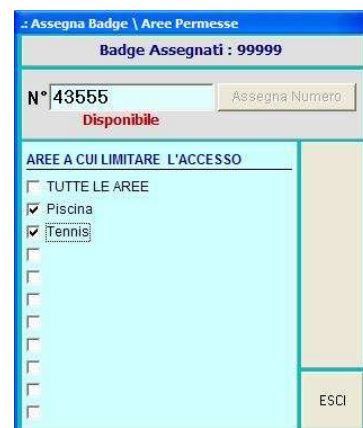 .: Assegna Badge \ Aree Permesse
Badge Assegnati : 99999
N° 43555
Assegna Numero
Disponibile
AREE A CUI LIMITARE L'ACCESSO
TUTTE LE AREE
Piscina
Tennis
ESCI